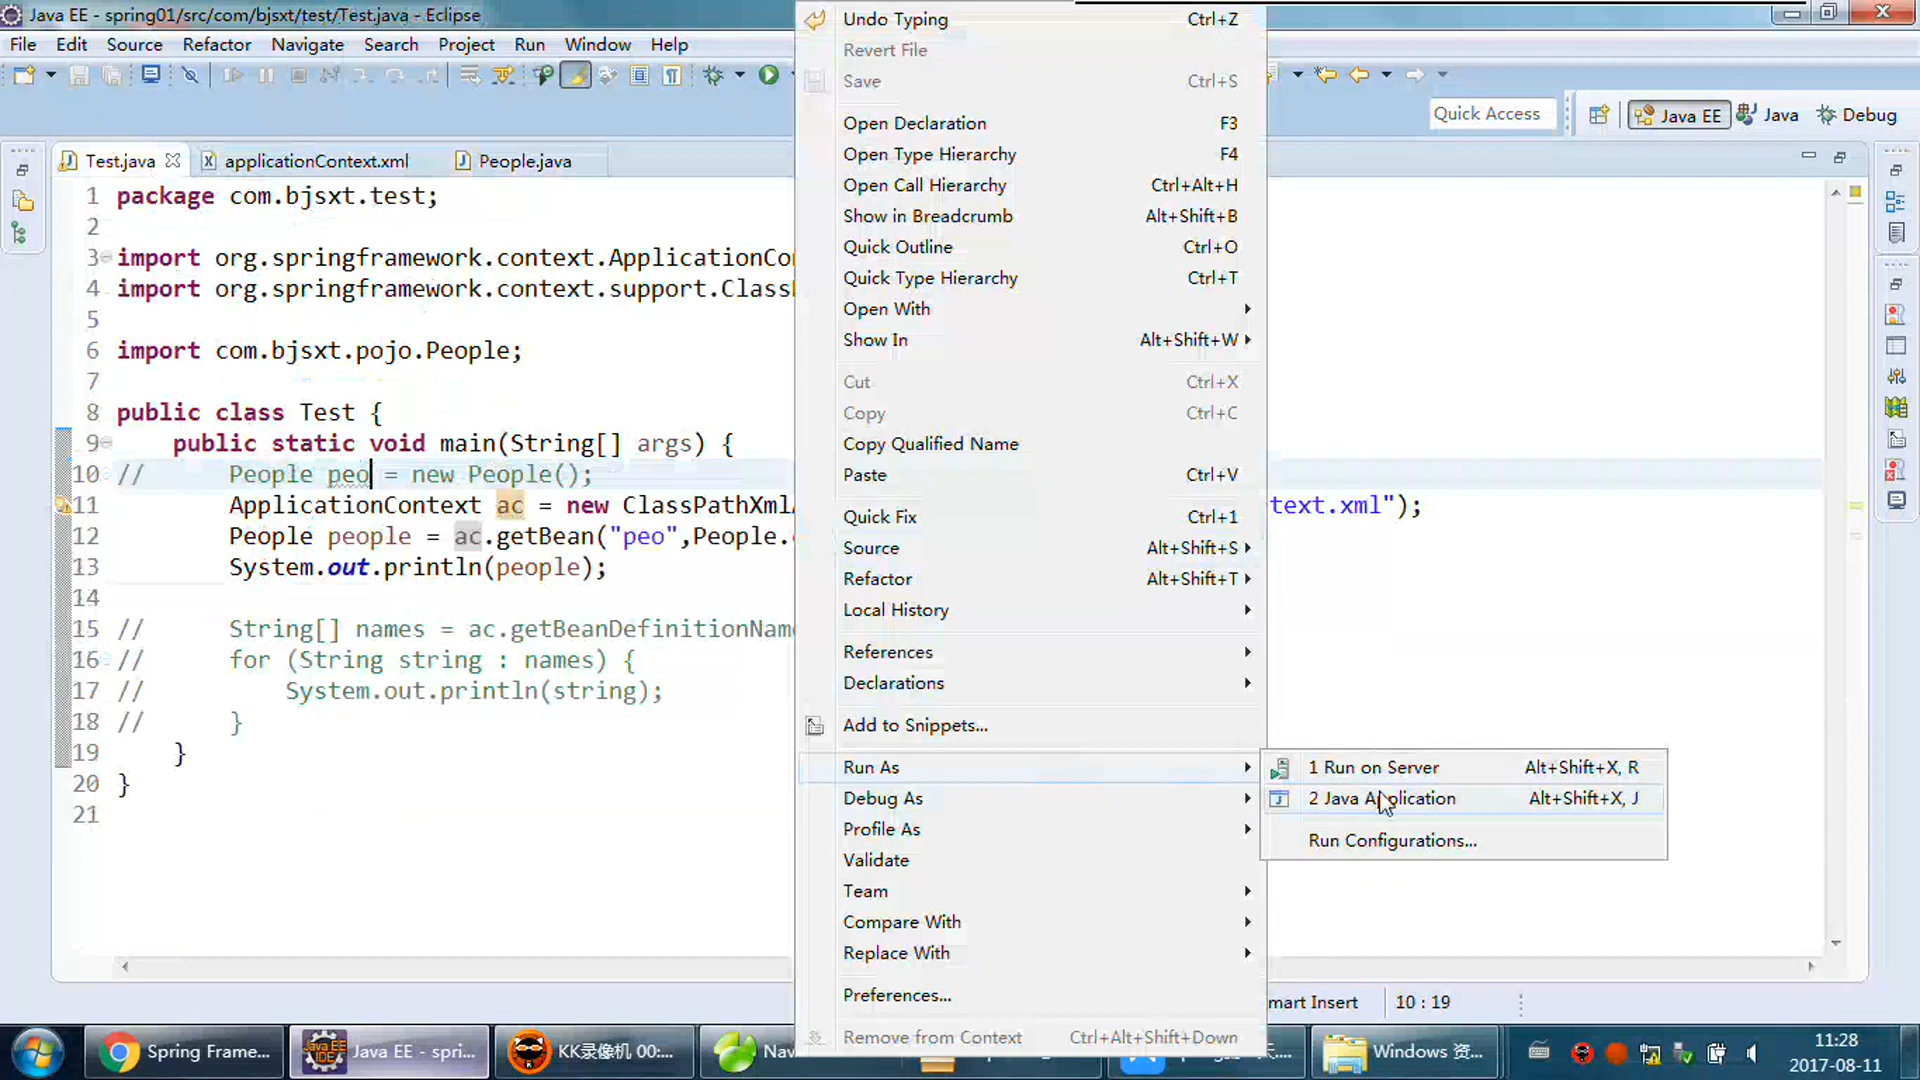 Java EE - spring01/src/com/bjsxt/test/Test.java - Eclipse
File Edit Source Refactor Navigate Search Project Run Window Help
Quick Access
Java EE
Java
Debug
Test.java
applicationContext.xml
People.java
1 package com.bjsxt.test;
2
3 import org.springframework.context.ApplicationCo
4 import org.springframework.context.support.Class
5
6 import com.bjsxt.pojo.People;
7
8 public class Test {
9 public static void main(String[] args) {
10 // People peo = new People();
11 ApplicationContext ac = new ClassPathXml text.xml");
12 People people = ac.getBean("peo",People.
13 System.out.println(people);
14
15 // String[] names = ac.getBeanDefinitionNam
16 // for (String string : names) {
17 // System.out.println(string);
18 // }
19 }
20 }
21
Undo Typing Ctrl+Z
Revert File
Save Ctrl+S
Open Declaration F3
Open Type Hierarchy F4
Open Call Hierarchy Ctrl+Alt+H
Show in Breadcrumb Alt+Shift+B
Quick Outline Ctrl+O
Quick Type Hierarchy Ctrl+T
Open With
Show In Alt+Shift+W
Cut Ctrl+X
Copy Ctrl+C
Copy Qualified Name
Paste Ctrl+V
Quick Fix Ctrl+1
Source Alt+Shift+S
Refactor Alt+Shift+T
Local History
References
Declarations
Add to Snippets...
Run As
Debug As
Profile As
Validate
Team
Compare With
Replace With
Preferences...
Remove from Context Ctrl+Alt+Shift+Down
1 Run on Server Alt+Shift+X, R
2 Java Application Alt+Shift+X, J
Run Configurations...
mart Insert
10 : 19
Spring Frame...
Java EE - spri...
KK录像机 00:...
Nav
Windows 资...
11:28
2017-08-11